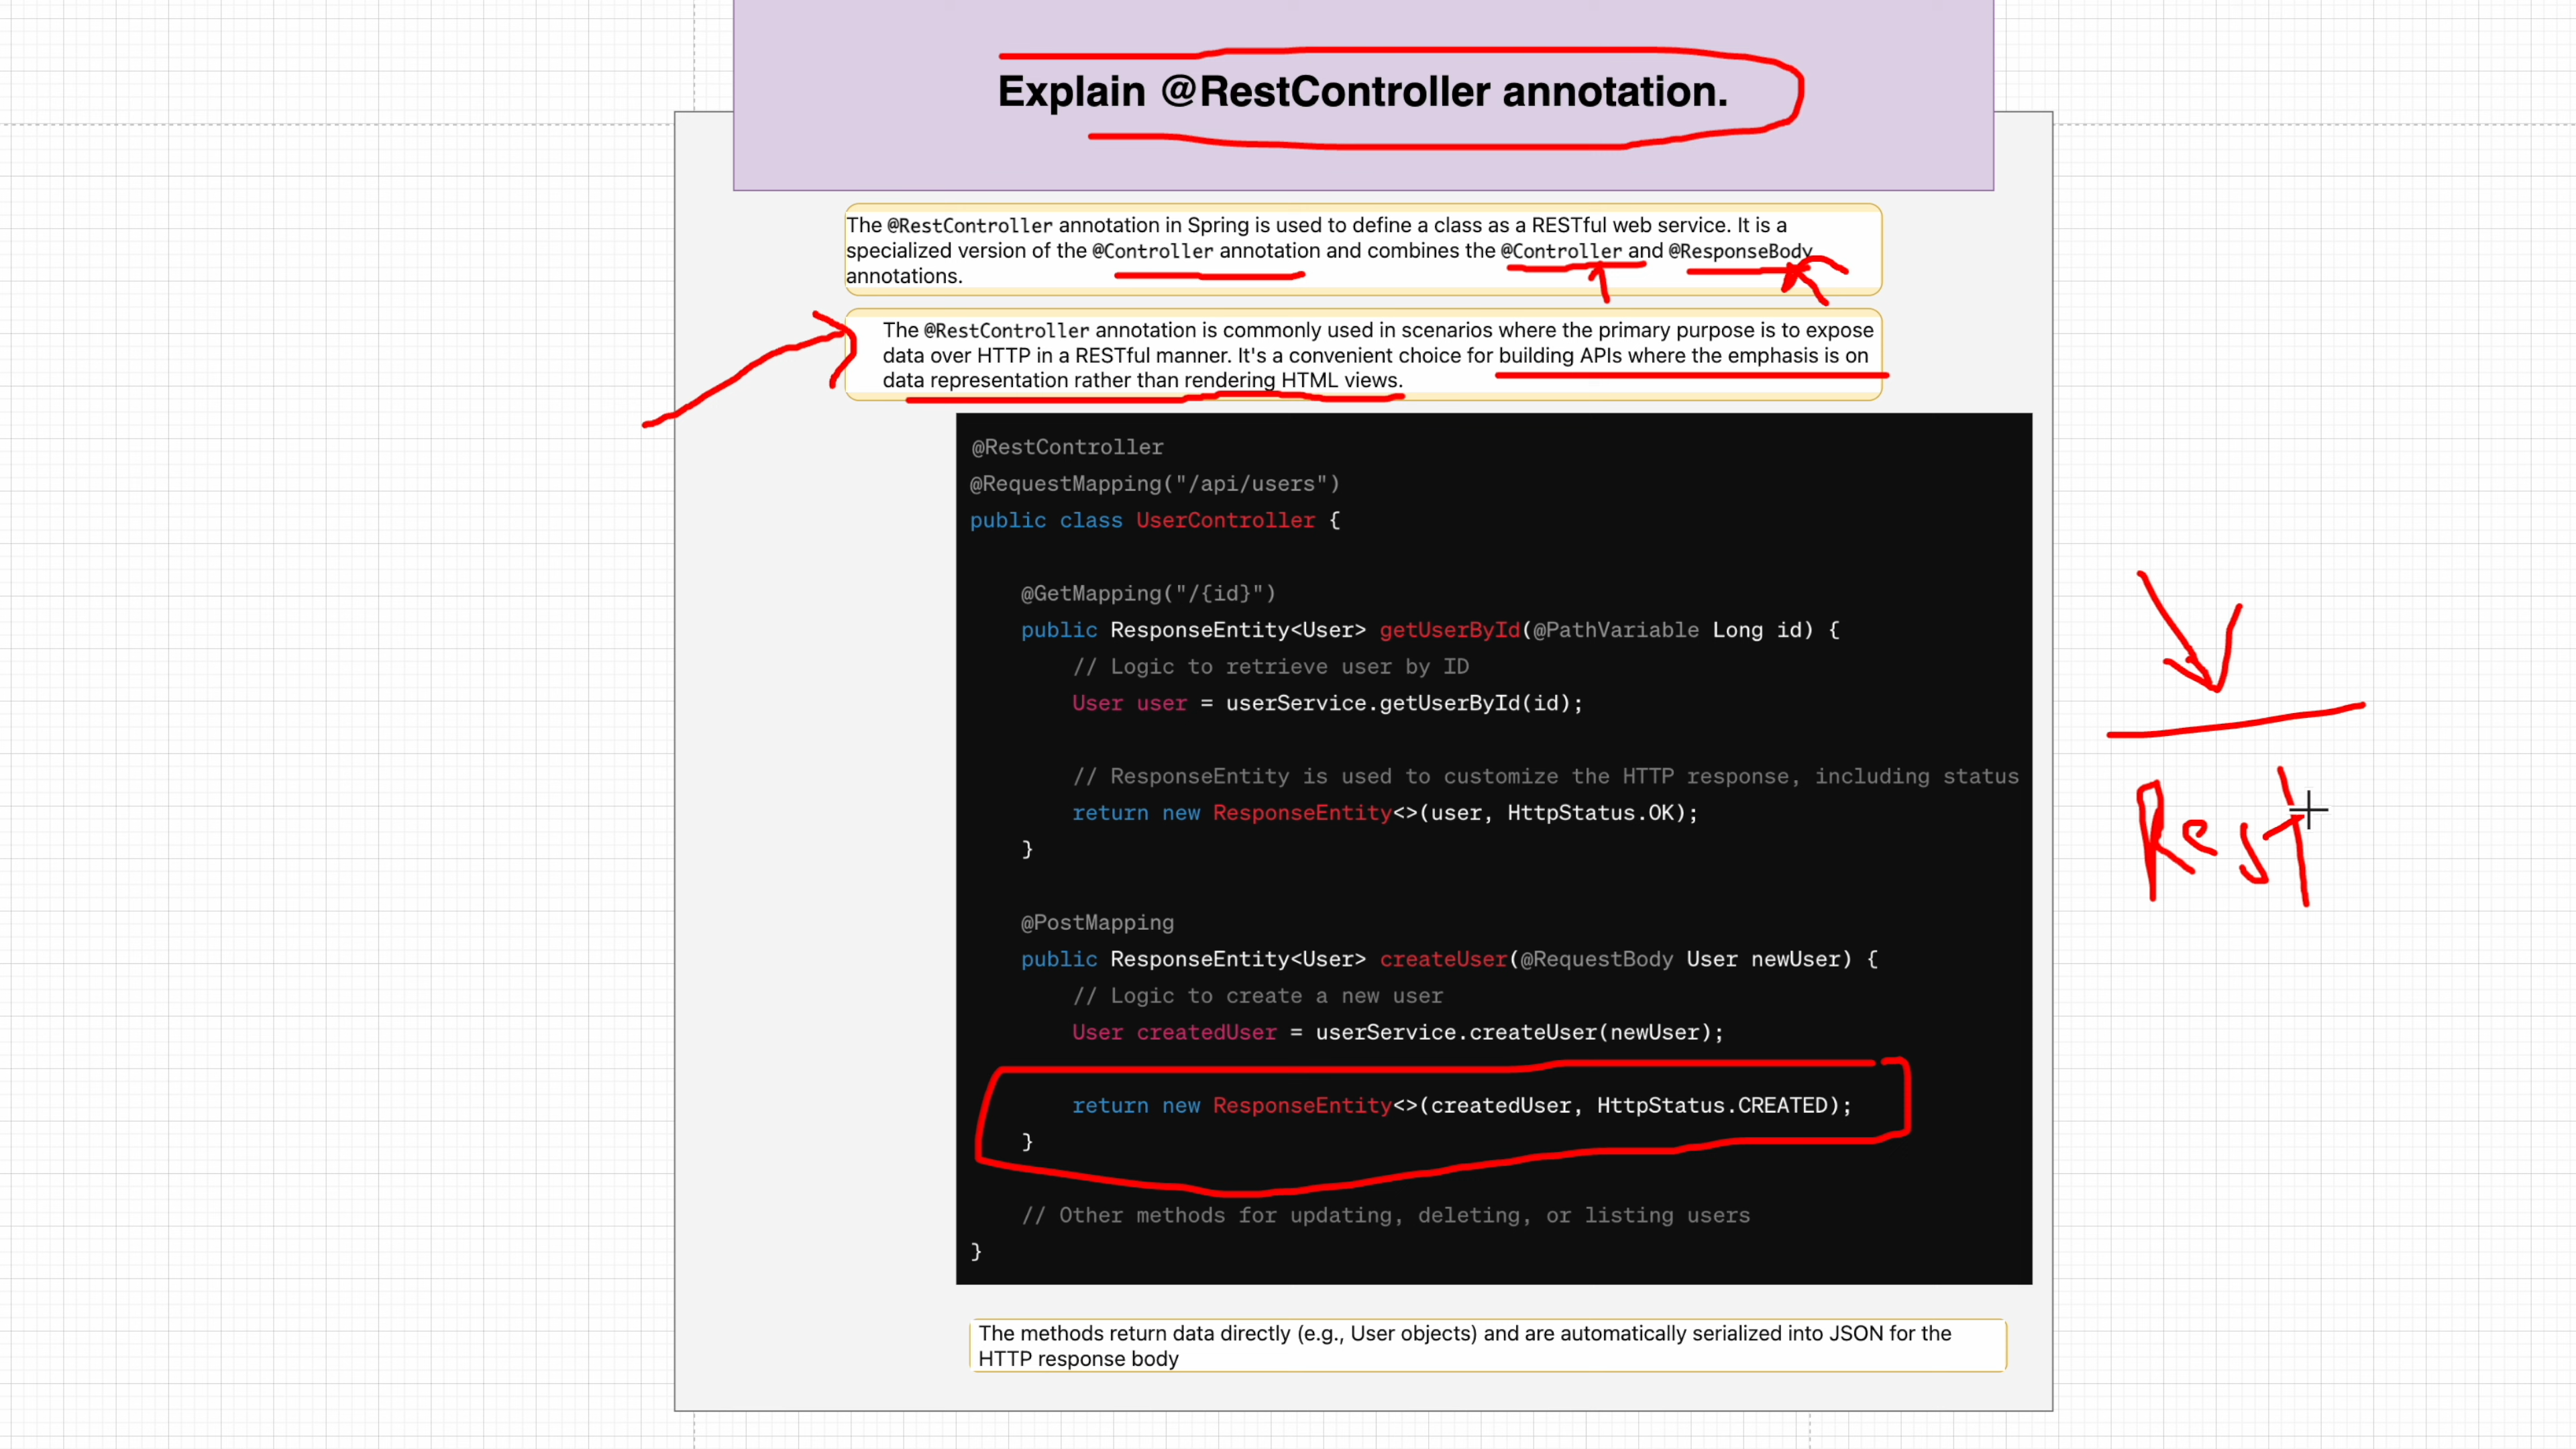 Explain @RestController annotation.
The @RestController annotation in Spring is used to define a class as a RESTful web service. It is a
specialized version of the @Controller annotation and combines the @Controller and @ResponseBody
annotations.
The @RestController annotation is commonly used in scenarios where the primary purpose is to expose
data over HTTP in a RESTful manner. It's a convenient choice for building APIs where the emphasis is on
data representation rather than rendering HTML views.
@RestController
@RequestMapping("/api/users")
public class UserController {
@GetMapping("/{id}")
public ResponseEntity<User> getUserById(@PathVariable Long id) {
// Logic to retrieve user by ID
User user = userService.getUserById(id);
// ResponseEntity is used to customize the HTTP response, including status
return new ResponseEntity<>(user, HttpStatus.OK);
}
@PostMapping
public ResponseEntity<User> createUser(@RequestBody User newUser) {
// Logic to create a new user
User createdUser = userService.createUser(newUser);
return new ResponseEntity<>(createdUser, HttpStatus.CREATED);
}
// Other methods for updating, deleting, or listing users
}
The methods return data directly (e.g., User objects) and are automatically serialized into JSON for the
HTTP response body
Rest